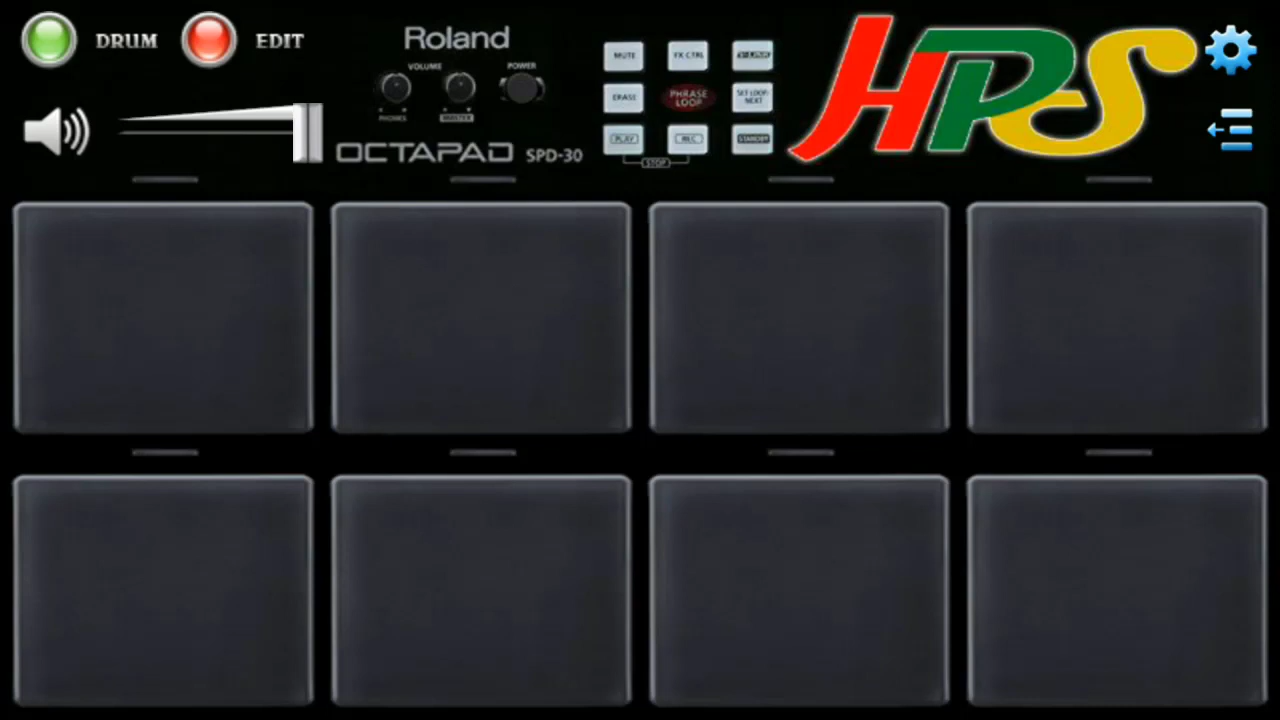 DRUM
EDIT
Roland
VOLUME
POWER
PHONES
MASTER
OCTAPAD SPD-30
MUTE
FX CTRL
V-LINK
ERASE
PHRASE
LOOP
SET LOOP/
NEXT
PLAY
REC
STANDBY
STOP
HPS